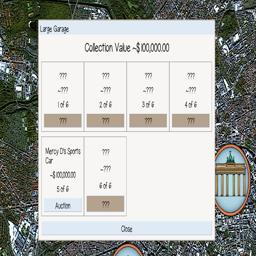 Large Garage
Collection Value ~$100,000.00
???
~???
1 of 6
???
???
~???
2 of 6
???
???
~???
3 of 6
???
???
~???
4 of 6
???
Mercy D's Sports
Car
~$100,000.00
5 of 6
Auction
???
~???
6 of 6
???
Close